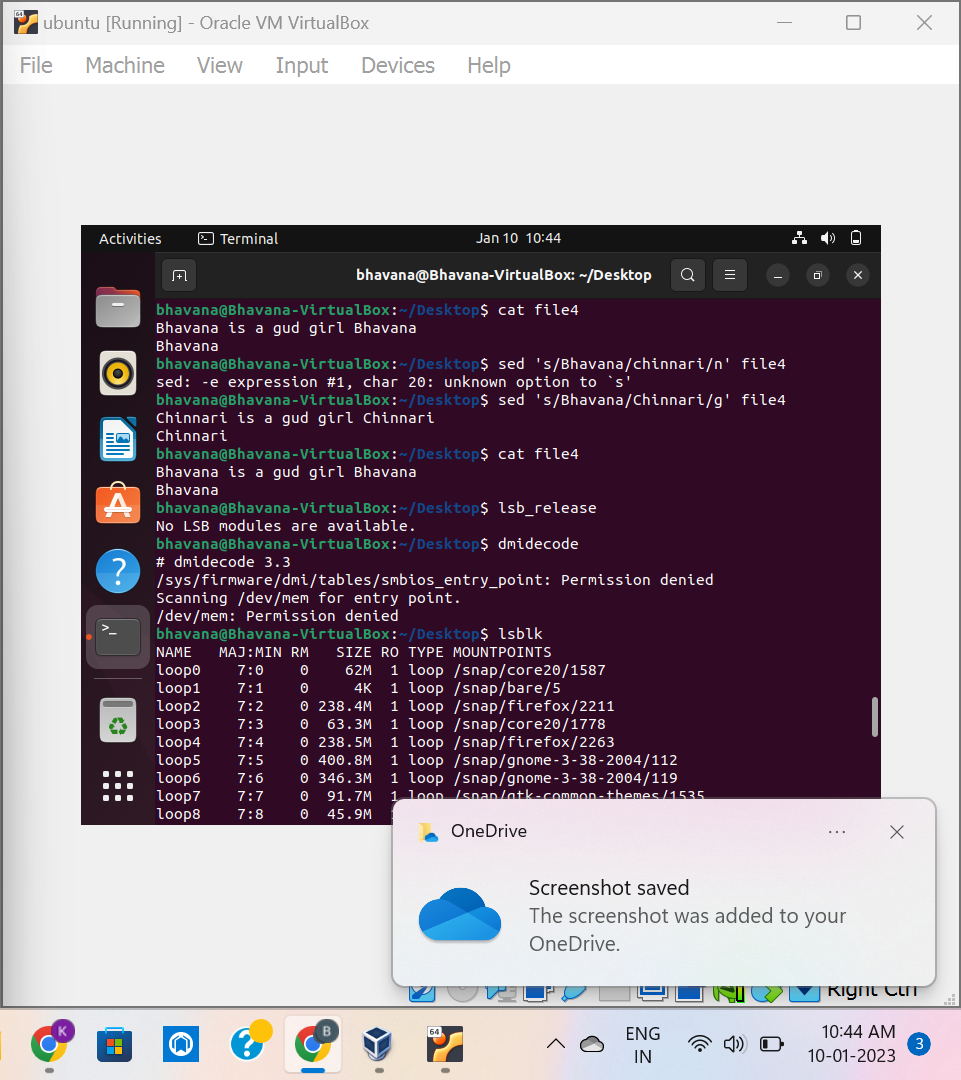 ubuntu [Running] - Oracle VM VirtualBox
File Machine View Input Devices Help
Activities Terminal Jan 10 10:44
bhavana@Bhavana-VirtualBox: ~/Desktop
bhavana@Bhavana-VirtualBox:~/Desktop$ cat file4
Bhavana is a gud girl Bhavana
Bhavana
bhavana@Bhavana-VirtualBox:~/Desktop$ sed 's/Bhavana/chinnari/n' file4
sed: -e expression #1, char 20: unknown option to `s'
bhavana@Bhavana-VirtualBox:~/Desktop$ sed 's/Bhavana/Chinnari/g' file4
Chinnari is a gud girl Chinnari
Chinnari
bhavana@Bhavana-VirtualBox:~/Desktop$ cat file4
Bhavana is a gud girl Bhavana
Bhavana
bhavana@Bhavana-VirtualBox:~/Desktop$ lsb_release
No LSB modules are available.
bhavana@Bhavana-VirtualBox:~/Desktop$ dmidecode
# dmidecode 3.3
/sys/firmware/dmi/tables/smbios_entry_point: Permission denied
Scanning /dev/mem for entry point.
/dev/mem: Permission denied
bhavana@Bhavana-VirtualBox:~/Desktop$ lsblk
NAME MAJ:MIN RM SIZE RO TYPE MOUNTPOINTS
loop0 7:0 0 62M 1 loop /snap/core20/1587
loop1 7:1 0 4K 1 loop /snap/bare/5
loop2 7:2 0 238.4M 1 loop /snap/firefox/2211
loop3 7:3 0 63.3M 1 loop /snap/core20/1778
loop4 7:4 0 238.5M 1 loop /snap/firefox/2263
loop5 7:5 0 400.8M 1 loop /snap/gnome-3-38-2004/112
loop6 7:6 0 346.3M 1 loop /snap/gnome-3-38-2004/119
loop7 7:7 0 91.7M 1 loop /snap/gtk-common-themes/1535
loop8 7:8 0 45.9M
OneDrive
Screenshot saved
The screenshot was added to your
OneDrive.
Right Ctrl
K
B
64
ENG
IN
10:44 AM
10-01-2023
3